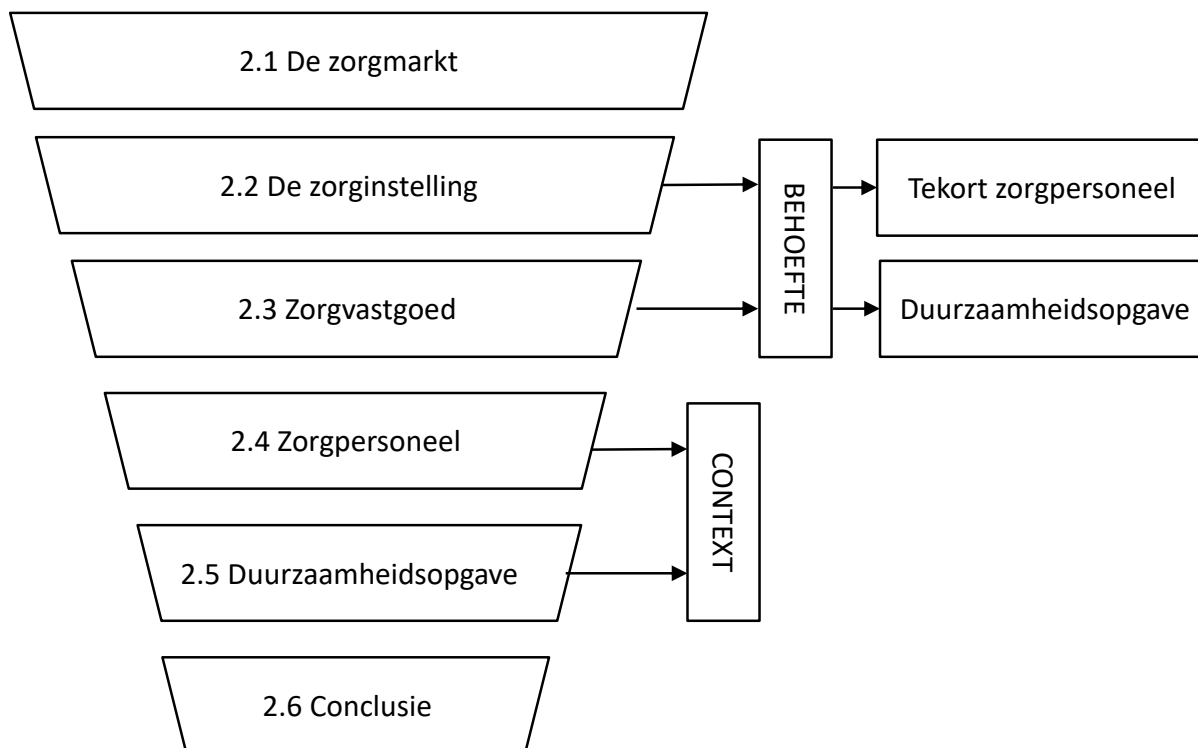 2.1 De zorgmarkt
2.2 De zorginstelling
BEHOEFTE
Tekort zorgpersoneel
2.3 Zorgvastgoed
Duurzaamheidsopgave
2.4 Zorgpersoneel
CONTEXT
2.5 Duurzaamheidsopgave
2.6 Conclusie